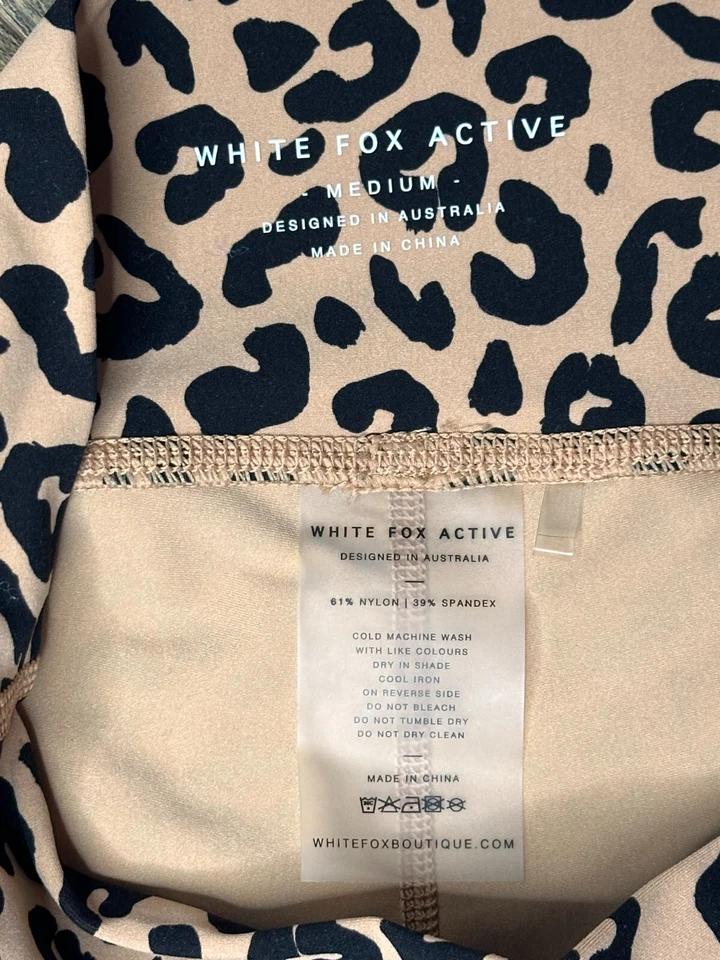 WHITE FOX ACTIVE
- MEDIUM -
DESIGNED IN AUSTRALIA
MADE IN CHINA
WHITE FOX ACTIVE
DESIGNED IN AUSTRALIA
61% NYLON | 39% SPANDEX
COLD MACHINE WASH
WITH LIKE COLOURS
DRY IN SHADE
COOL IRON
ON REVERSE SIDE
DO NOT BLEACH
DO NOT TUMBLE DRY
DO NOT DRY CLEAN
MADE IN CHINA
WHITEFOXBOUTIQUE.COM